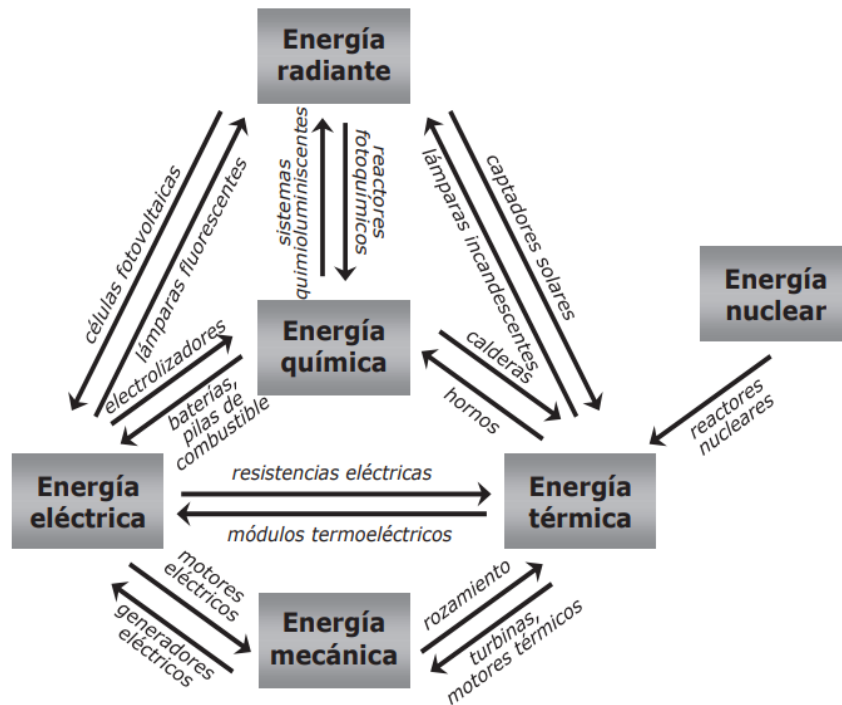 Energía
radiante
células fotovoltaicas
lámparas fluorescentes
sistemas
quimioluminiscentes
reactores
fotoquímicos
lámparas incandescentes
captadores solares
Energía
nuclear
Energía
química
electrolizadores
baterías,
pilas de
combustible
calderas
hornos
reactores
nucleares
Energía
eléctrica
resistencias eléctricas
módulos termoeléctricos
Energía
térmica
motores
eléctricos
generadores
eléctricos
Energía
mecánica
rozamiento
turbinas,
motores térmicos